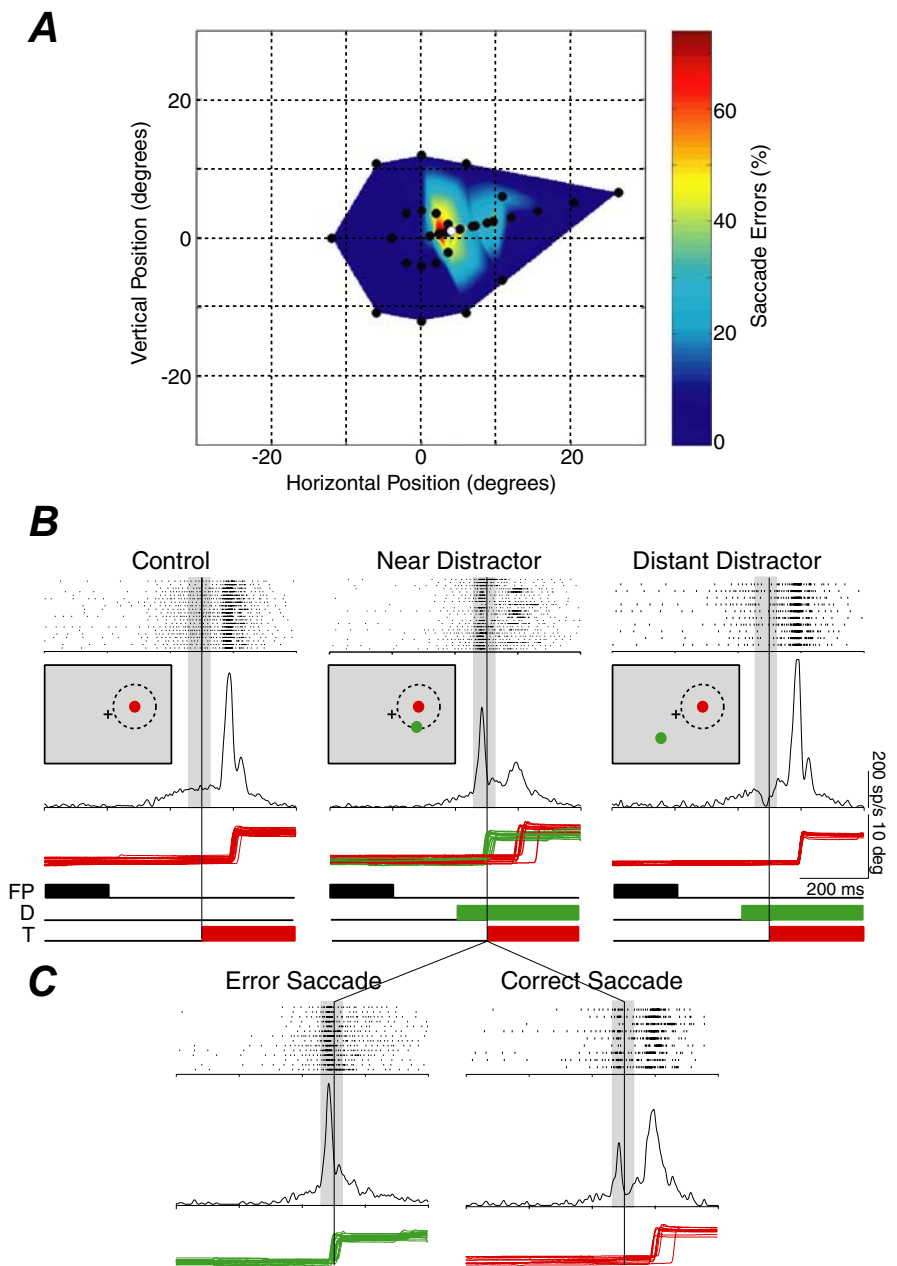 A
20
0
-20
Vertical Position (degrees)
-20
0
20
Horizontal Position (degrees)
60
40
20
0
Saccade Errors (%)
B
Control
Near Distractor
Distant Distractor
200 sp/s
10 deg
200 ms
FP
D
T
C
Error Saccade
Correct Saccade